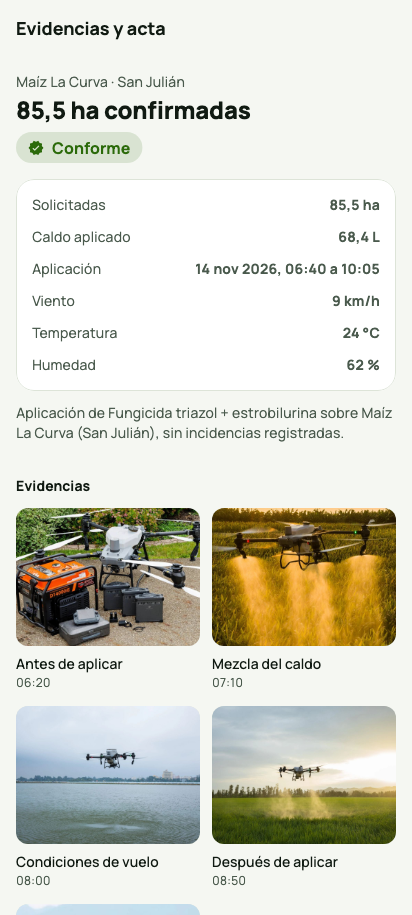 Evidencias y acta
Maíz La Curva · San Julián
85,5 ha confirmadas
Conforme
Solicitadas 85,5 ha
Caldo aplicado 68,4 L
Aplicación 14 nov 2026, 06:40 a 10:05
Viento 9 km/h
Temperatura 24 °C
Humedad 62 %
Aplicación de Fungicida triazol + estrobilurina sobre Maíz
La Curva (San Julián), sin incidencias registradas.
Evidencias
Antes de aplicar
06:20
Mezcla del caldo
07:10
Condiciones de vuelo
08:00
Después de aplicar
08:50